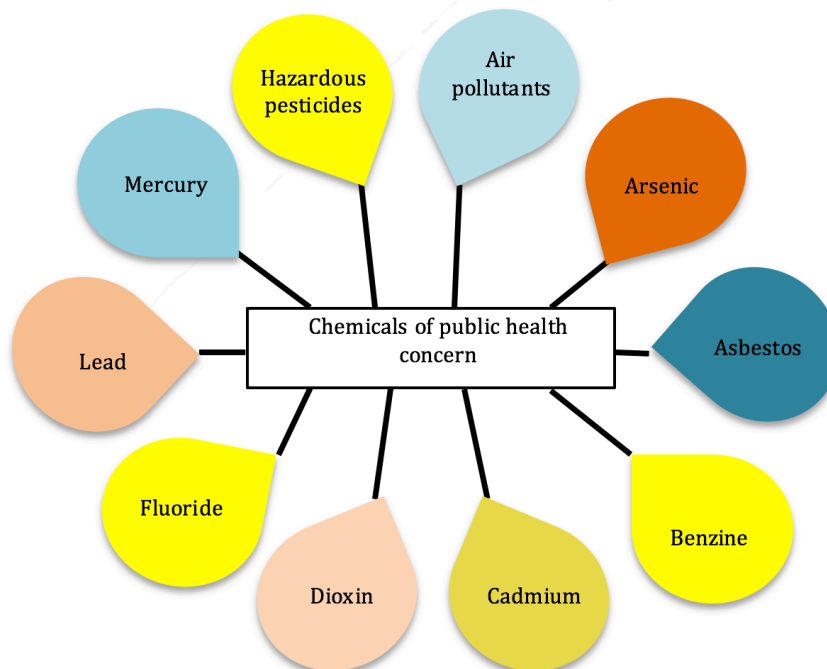 Hazardous
pesticides
Air
pollutants
Mercury
Arsenic
Chemicals of public health
concern
Lead
Asbestos
Fluoride
Benzine
Dioxin
Cadmium